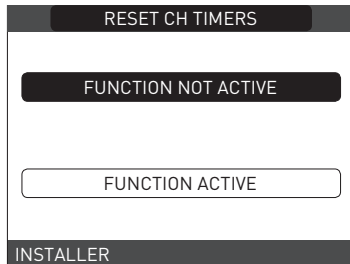 RESET CH TIMERS
FUNCTION NOT ACTIVE
FUNCTION ACTIVE
INSTALLER